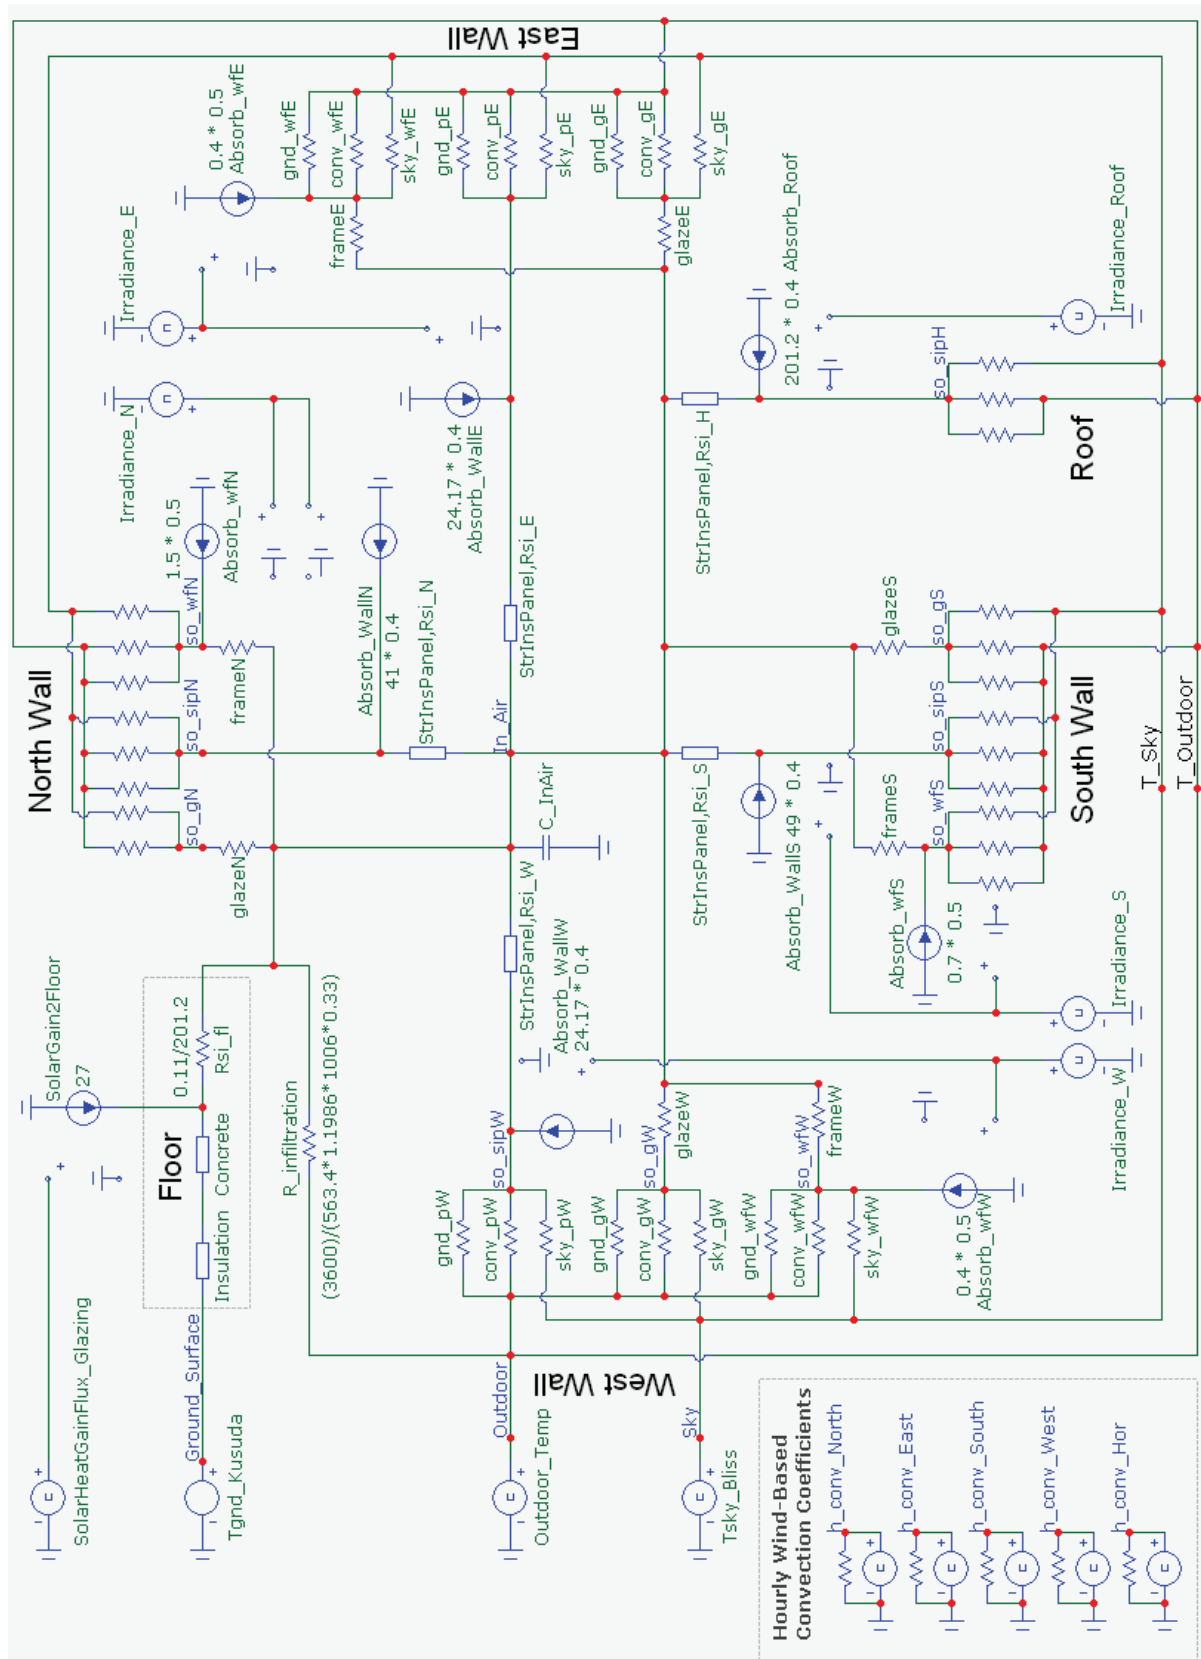 East Wall
0.4 * 0.5
Absorb_wfE
gnd_wfE
conv_wfE
sky_wfE
gnd_pE
conv_pE
sky_pE
gnd_gE
conv_gE
sky_gE
frameE
glazeE
Irradiance_E
Irradiance_N
24.17 * 0.4
Absorb_WallE
StrInsPanel,Rsi_E
201.2 * 0.4 Absorb_Roof
StrInsPanel,Rsi_H
Irradiance_Roof
so_sipH
Roof
North Wall
1.5 * 0.5
Absorb_wfN
so_wfN
frameN
so_sipN
so_gN
glazeN
Absorb_WallN
41 * 0.4
StrInsPanel,Rsi_N
In_Air
C_InAir
StrInsPanel,Rsi_S
Absorb_WallS 49 * 0.4
glazeS
so_gS
so_sipS
so_wfS
frameS
South Wall
T_Sky
T_Outdoor
Absorb_wfS
0.7 * 0.5
Irradiance_S
Irradiance_W
StrInsPanel,Rsi_W
Absorb_WallW
24.17 * 0.4
SolarGain2Floor
27
0.11/201.2
Rsi_fl
Floor
Insulation Concrete
R_infiltration
(3600)/(563.4*1.1986*1006*0.33)
so_sipW
gnd_pW
conv_pW
sky_pW
so_gW
glazeW
gnd_gW
conv_gW
sky_gW
so_wfW
frameW
gnd_wfW
conv_wfW
sky_wfW
0.4 * 0.5
Absorb_wfW
West Wall
SolarHeatGainFlux_Glazing
Ground_Surface
Tgnd_Kusuda
Outdoor
Outdoor_Temp
Sky
Tsky_Bliss
Hourly Wind-Based
Convection Coefficients
h_conv_North
h_conv_East
h_conv_South
h_conv_West
h_conv_Hor